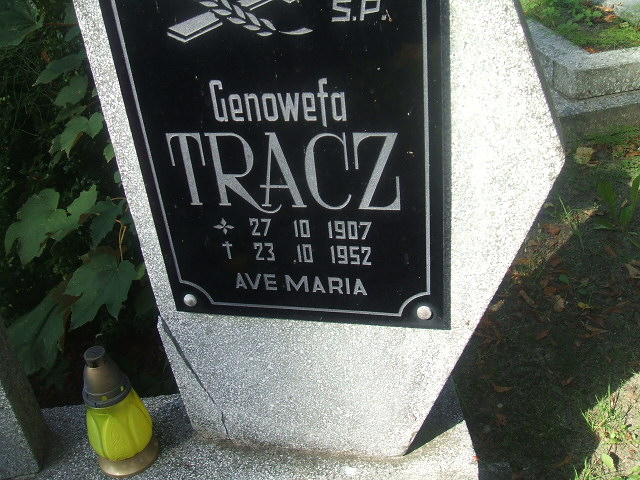 Ś.P.
Genowefa
TRACZ
27 10 1907
† 23 10 1952
AVE MARIA